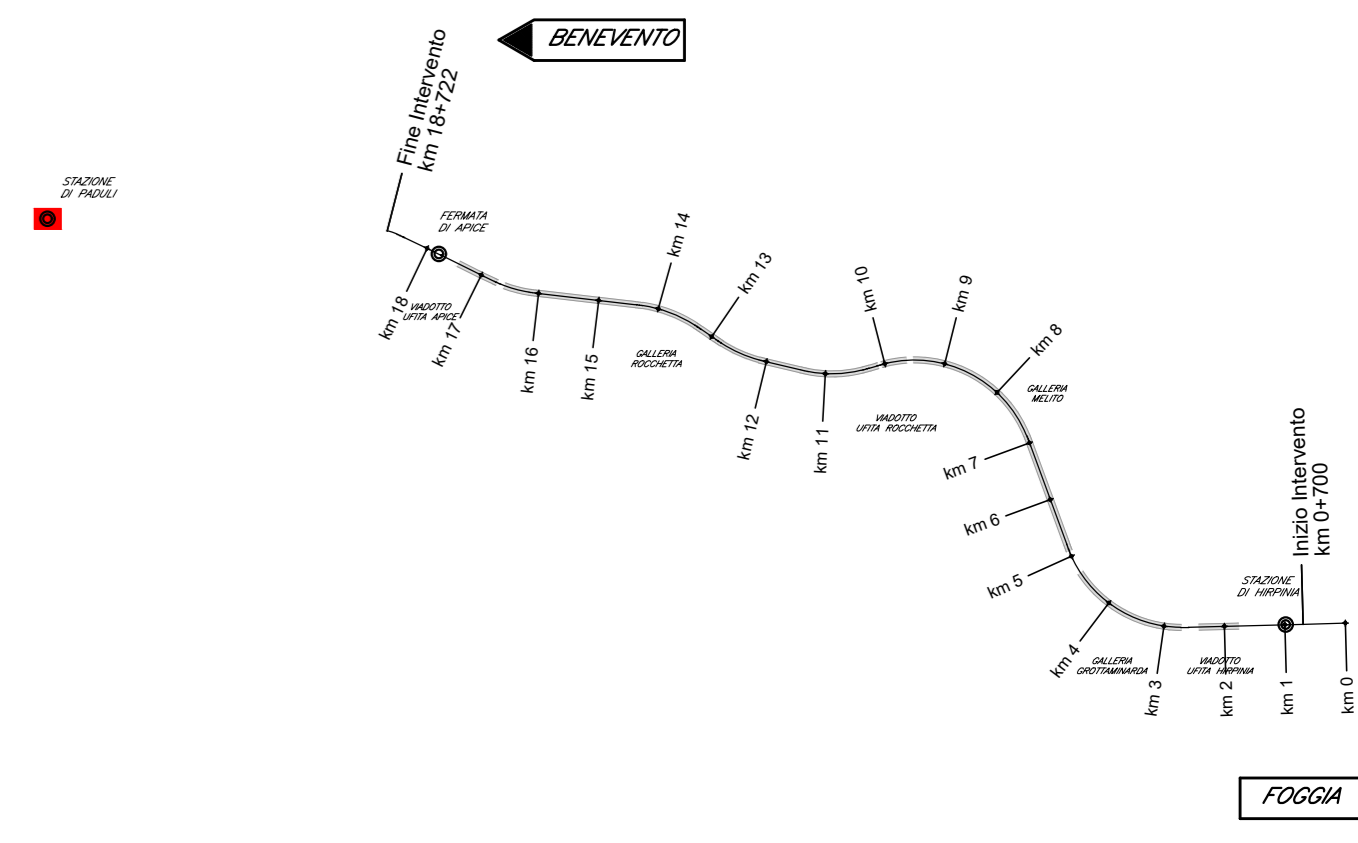 BENEVENTO
Fine Intervento
km 18+722
STAZIONE
DI PADULI
FERMATA
DI APICE
km 14
km 13
km 10
km 9
km 8
km 18
VIADOTTO
UFITA APICE
km 17
km 16
km 15
GALLERIA
ROCCHETTA
GALLERIA
MELITO
km 12
km 11
VIADOTTO
UFITA ROCCHETTA
km 7
km 6
km 5
Inizio Intervento
km 0+700
STAZIONE
DI HIRPINIA
km 4
GALLERIA
GROTTAMINARDA
km 3
VIADOTTO
UFITA HIRPINIA
km 2
km 1
km 0
FOGGIA